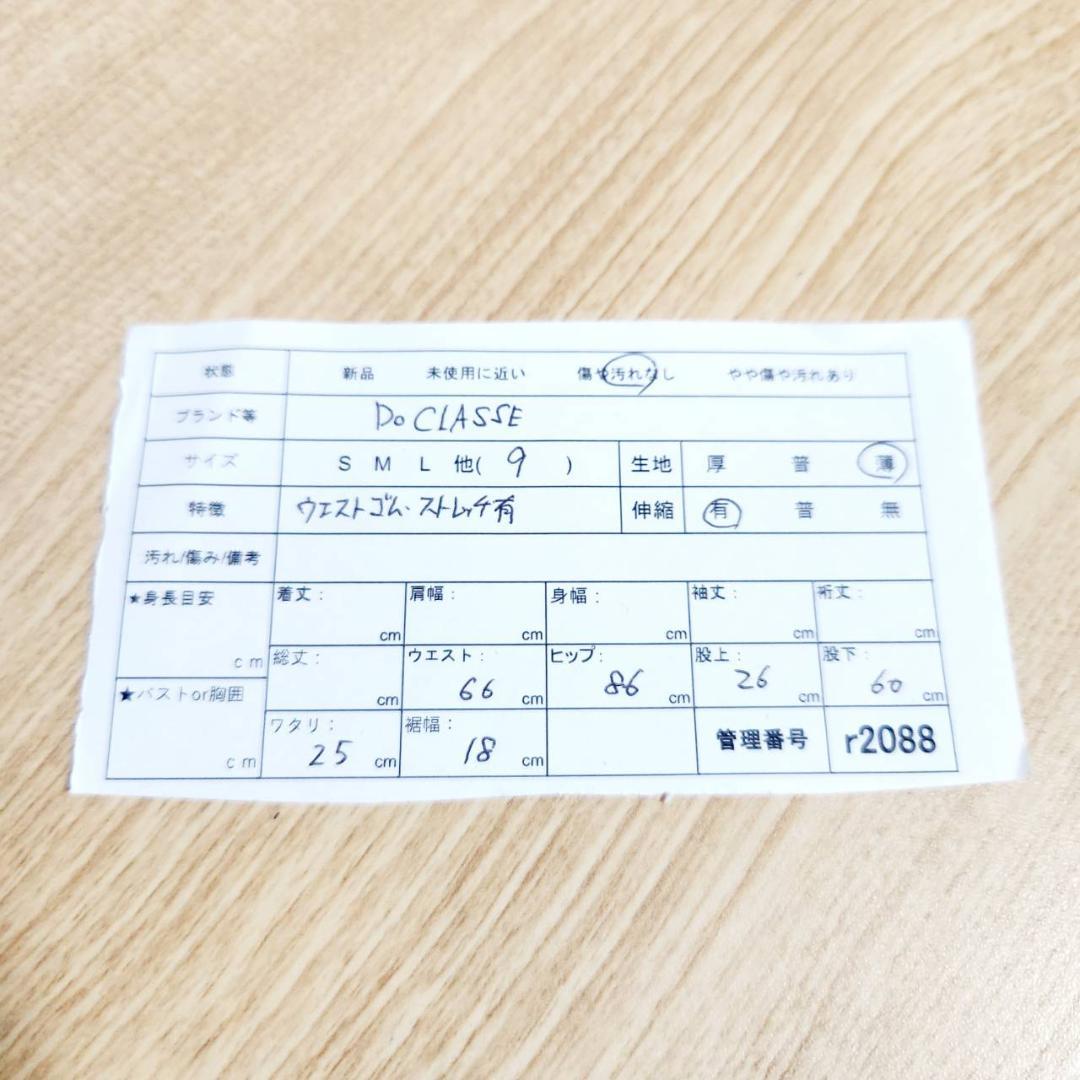 状態 新品 未使用に近い 傷や汚れなし やや傷や汚れあり
ブランド等 Do CLASSE
サイズ S M L 他( 9 ) 生地 厚 普 薄
特徴 ウエストゴム・ストレッチ有 伸縮 有 普 無
汚れ/傷み/備考
★身長目安 cm 着丈: cm 肩幅: cm 身幅: cm 袖丈: cm 裄丈: cm
総丈: cm ウエスト: 66 cm ヒップ: 86 cm 股上: 26 cm 股下: 60 cm
★バストor胸囲 cm ワタリ: 25 cm 裾幅: 18 cm 管理番号 r2088